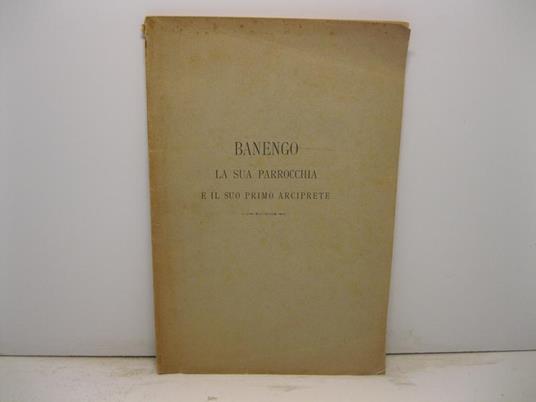 BANENGO
LA SUA PARROCCHIA
E IL SUO PRIMO ARCIPRETE